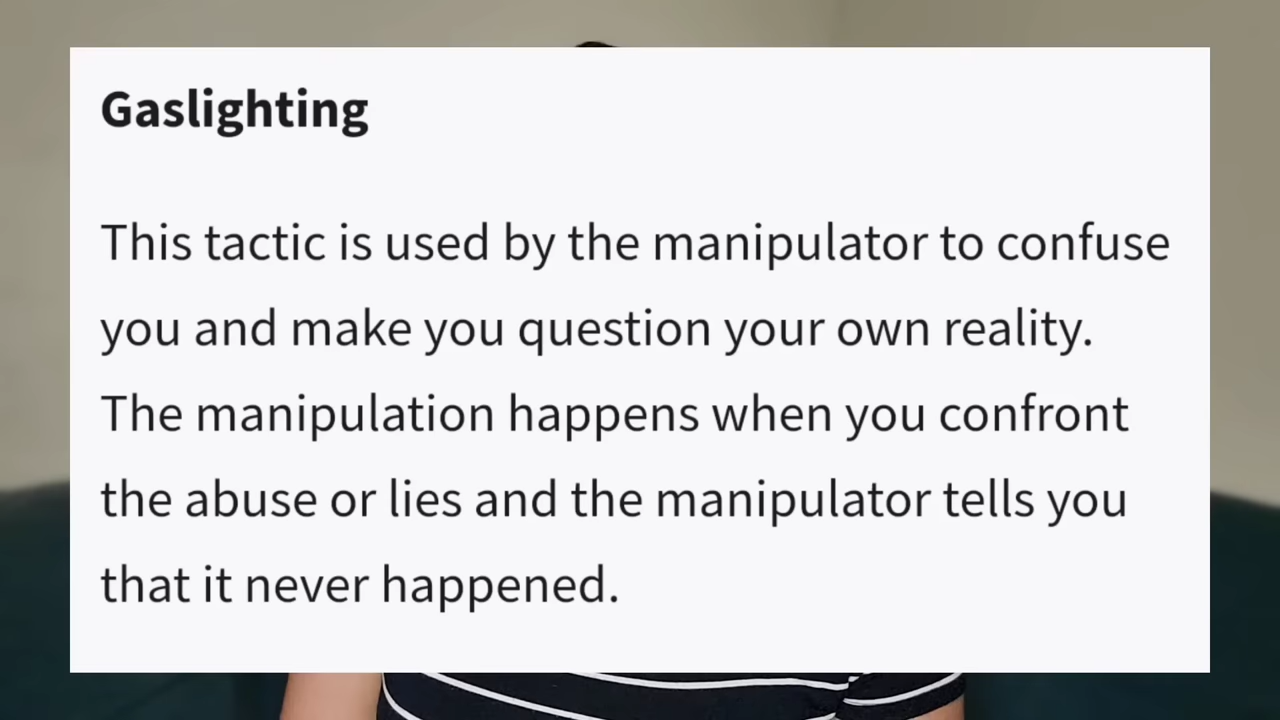 Gaslighting
This tactic is used by the manipulator to confuse
you and make you question your own reality.
The manipulation happens when you confront
the abuse or lies and the manipulator tells you
that it never happened.